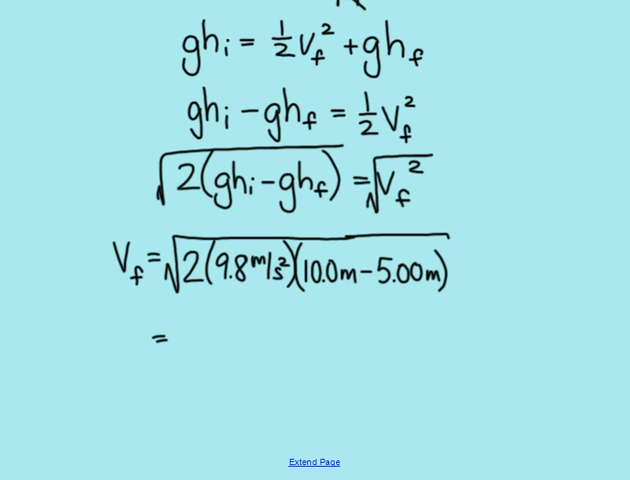 ghᵢ = ½v_f² + gh_f
ghᵢ − gh_f = ½v_f²
√2(ghᵢ − gh_f) = √v_f²
v_f = √2(9.8 m/s²)(10.0m − 5.00m)
=
Extend Page